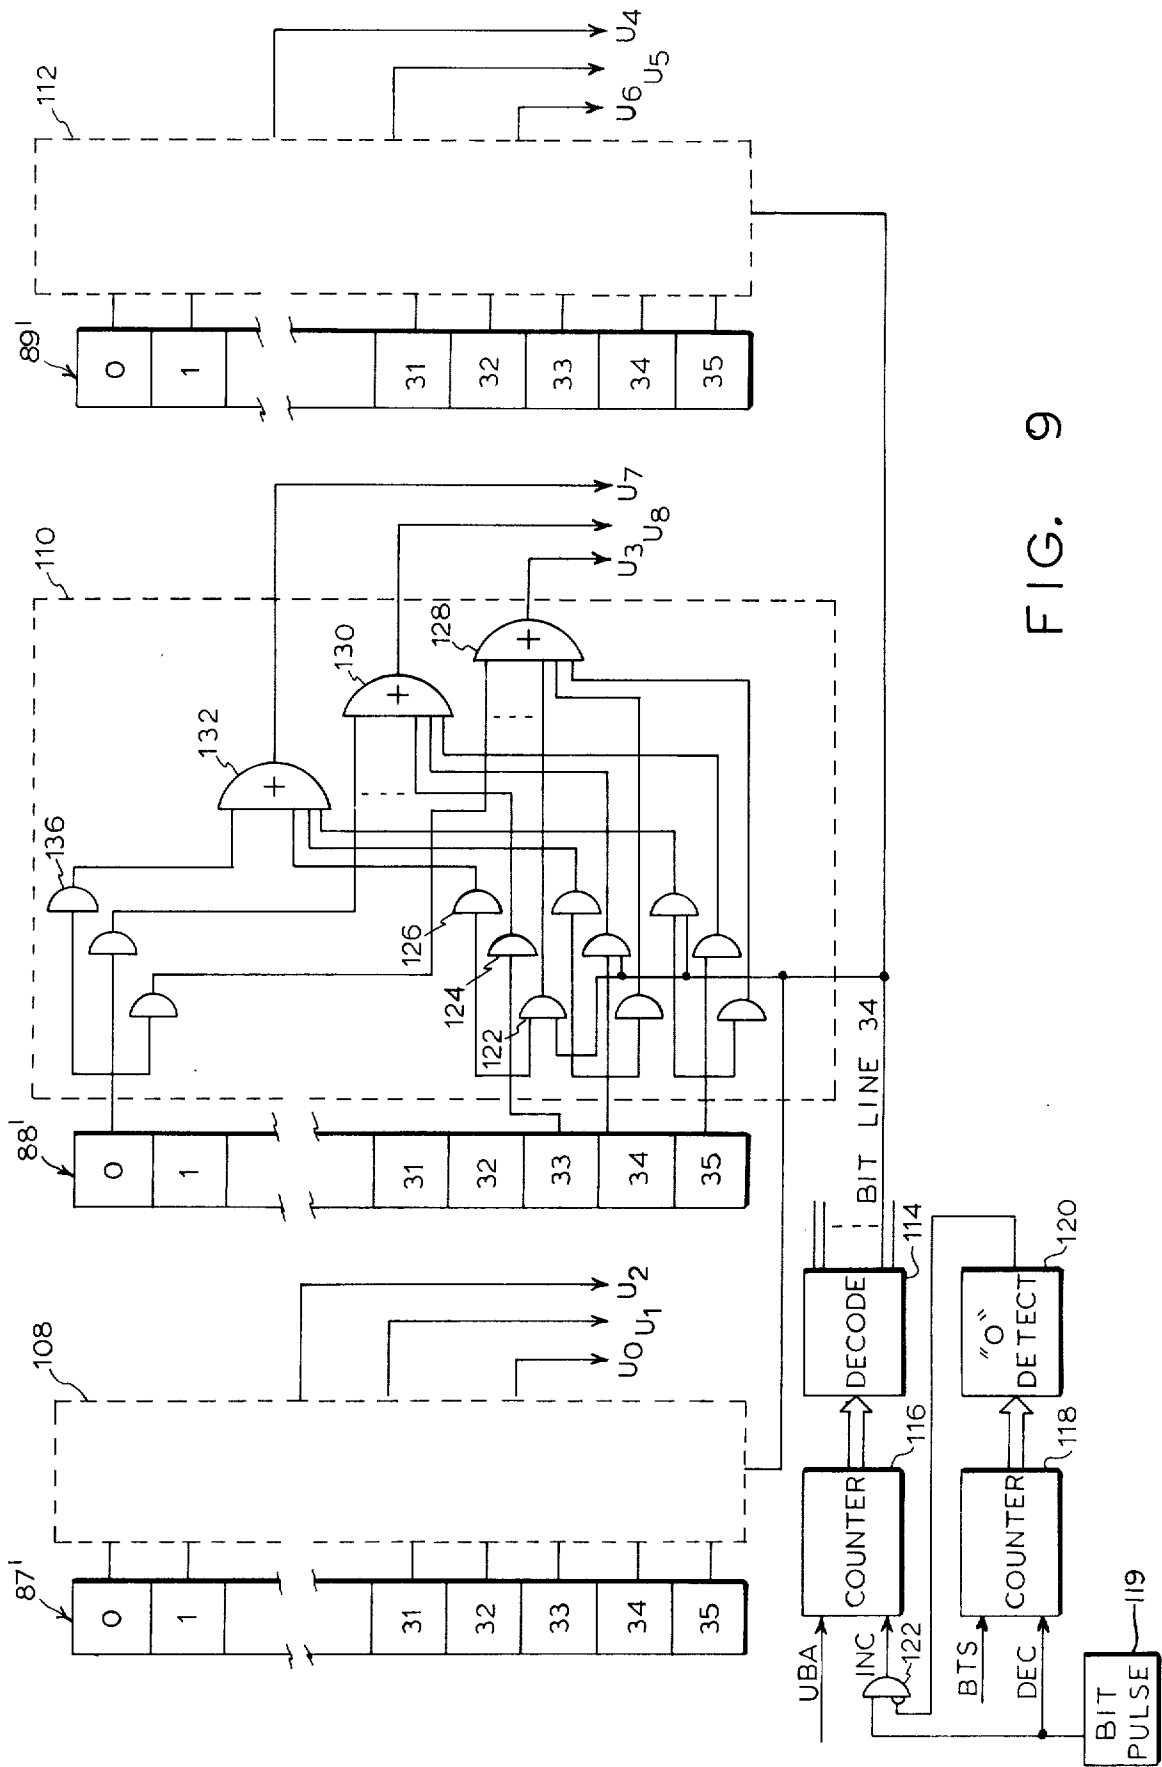 87'
0
1
31
32
33
34
35
108
U0
U1
U2
88'
0
1
31
32
33
34
35
110
136
132
130
128
126
124
122
U3
U8
U7
89'
0
1
31
32
33
34
35
112
U6
U5
U4
UBA
INC
122
COUNTER
116
DECODE
114
BIT LINE 34
BTS
DEC
COUNTER
118
"0"
DETECT
120
BIT
PULSE
119
FIG. 9